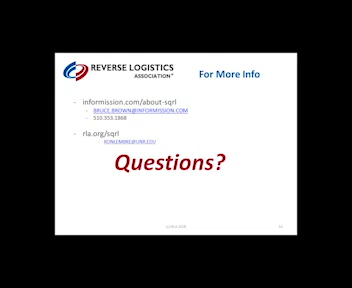 REVERSE LOGISTICS
ASSOCIATION
For More Info
- informission.com/about-sqrl
- BRUCE.BROWN@INFORMISSION.COM
- 510.353.1868
- rla.org/sqrl
Questions?